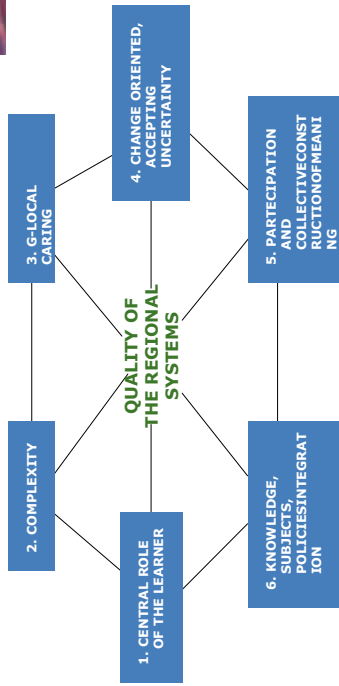 1. CENTRAL ROLE
OF THE LEARNER
2. COMPLEXITY
3. G-LOCAL
CARING
4. CHANGE ORIENTED,
ACCEPTING
UNCERTAINTY
5. PARTECIPATION
AND
COLLECTIVECONST
RUCTIONOFMEANI
NG
6. KNOWLEDGE,
SUBJECTS,
POLICIESINTEGRAT
ION
QUALITY OF
THE REGIONAL
SYSTEMS